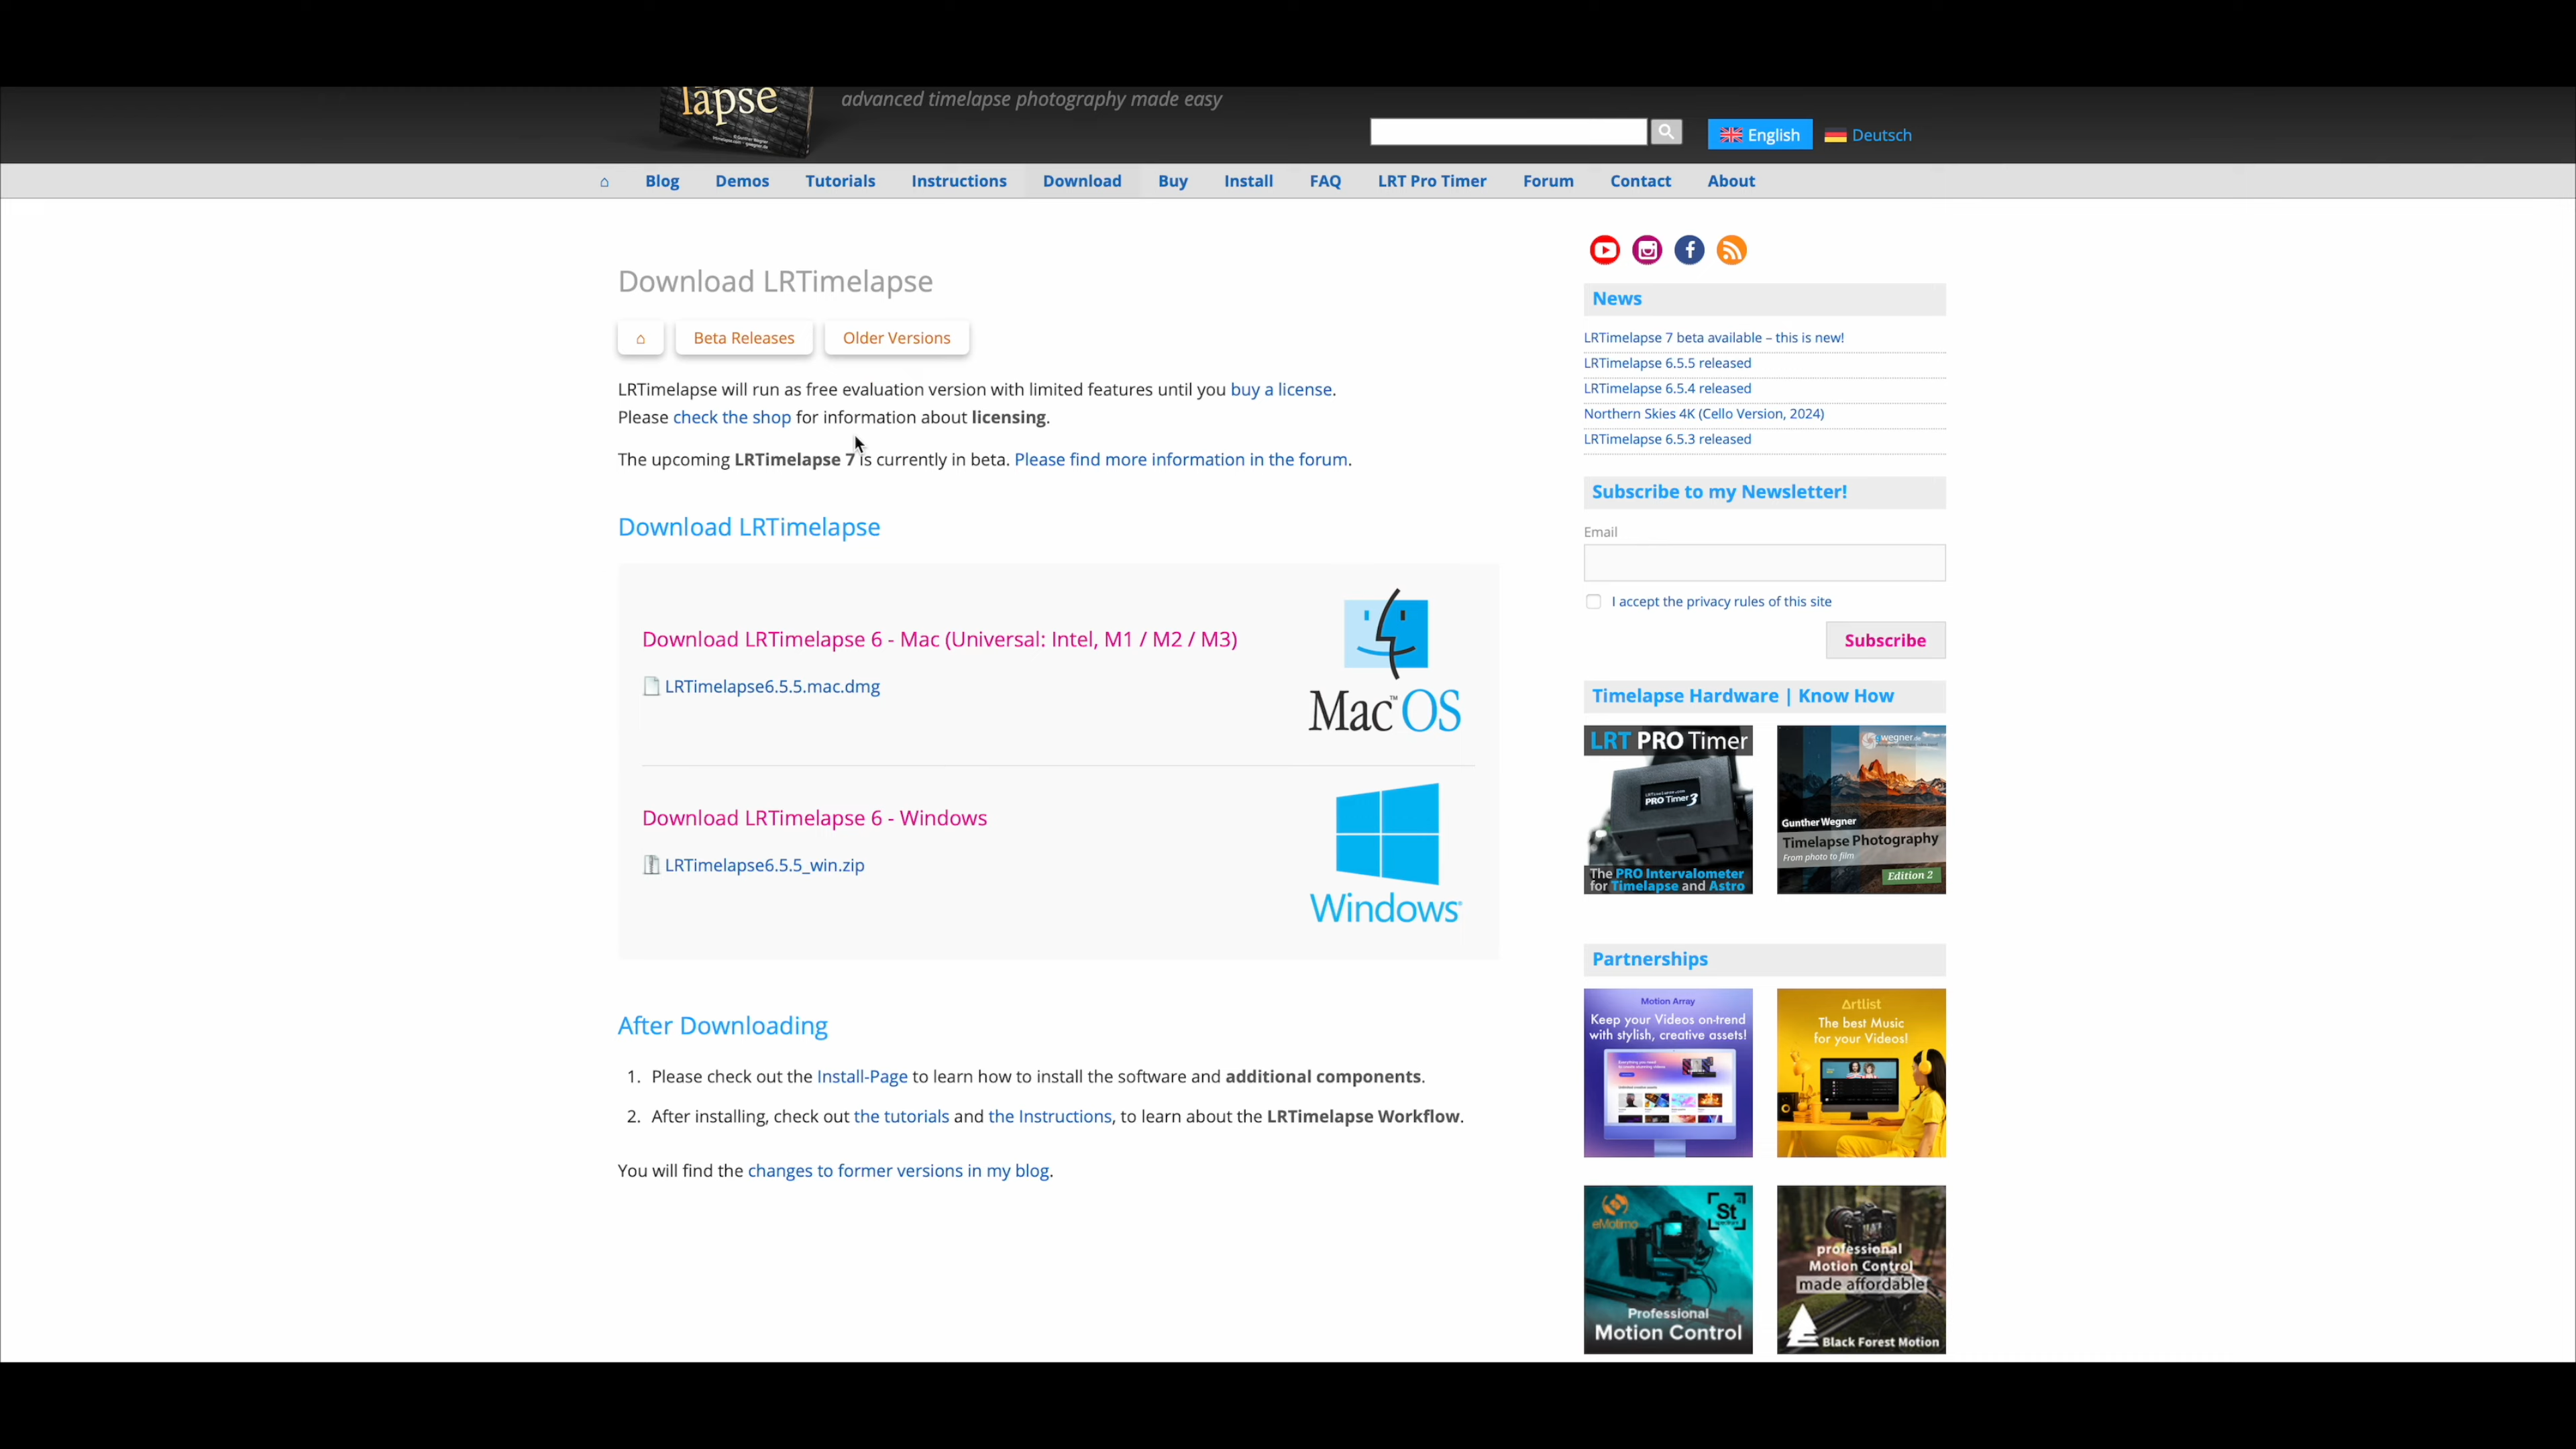 lapse
advanced timelapse photography made easy
English
Deutsch
Blog Demos Tutorials Instructions Download Buy Install FAQ LRT Pro Timer Forum Contact About
Download LRTimelapse
Beta Releases
Older Versions
LRTimelapse will run as free evaluation version with limited features until you buy a license.
Please check the shop for information about licensing.
The upcoming LRTimelapse 7 is currently in beta. Please find more information in the forum.
Download LRTimelapse
Download LRTimelapse 6 - Mac (Universal: Intel, M1 / M2 / M3)
LRTimelapse6.5.5.mac.dmg
Mac™OS
Download LRTimelapse 6 - Windows
LRTimelapse6.5.5_win.zip
Windows®
After Downloading
1. Please check out the Install-Page to learn how to install the software and additional components.
2. After installing, check out the tutorials and the Instructions, to learn about the LRTimelapse Workflow.
You will find the changes to former versions in my blog.
News
LRTimelapse 7 beta available – this is new!
LRTimelapse 6.5.5 released
LRTimelapse 6.5.4 released
Northern Skies 4K (Cello Version, 2024)
LRTimelapse 6.5.3 released
Subscribe to my Newsletter!
Email
I accept the privacy rules of this site
Subscribe
Timelapse Hardware | Know How
LRT PRO Timer
PRO Timer 3
The PRO Intervalometer
for Timelapse and Astro
gwegner.de
Gunther Wegner
Timelapse Photography
From photo to film
Edition 2
Partnerships
Motion Array
Keep your Videos on-trend
with stylish, creative assets!
Artlist
The best Music
for your Videos!
eMotimo
St
Professional
Motion Control
professional
Motion Control
made affordable
Black Forest Motion